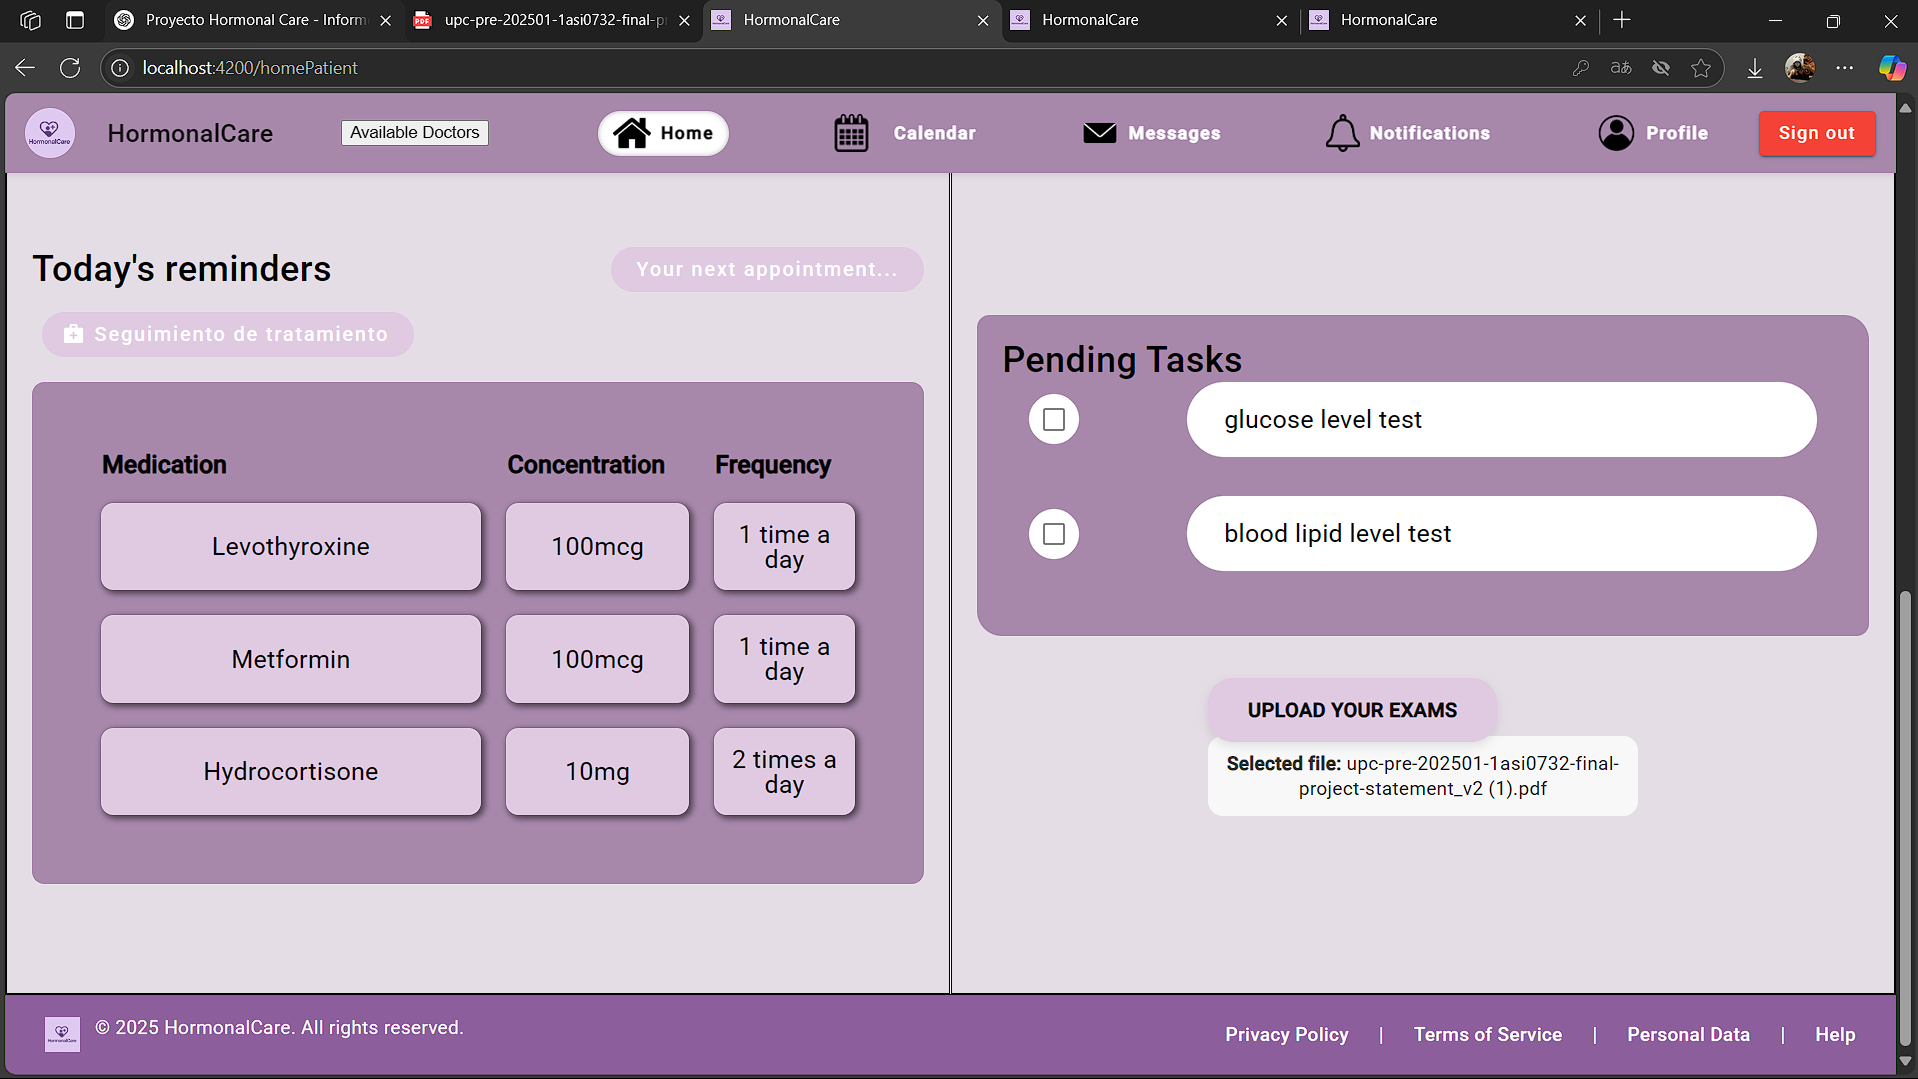 Proyecto Hormonal Care - Inform
upc-pre-202501-1asi0732-final-pr
HormonalCare
HormonalCare
HormonalCare
localhost:4200/homePatient
HormonalCare
HormonalCare
Available Doctors
Home
Calendar
Messages
Notifications
Profile
Sign out
Today's reminders
Your next appointment...
Seguimiento de tratamiento
Medication
Concentration
Frequency
Levothyroxine
100mcg
1 time a
day
Metformin
100mcg
1 time a
day
Hydrocortisone
10mg
2 times a
day
Pending Tasks
glucose level test
blood lipid level test
UPLOAD YOUR EXAMS
Selected file: upc-pre-202501-1asi0732-final-
project-statement_v2 (1).pdf
HormonalCare
© 2025 HormonalCare. All rights reserved.
Privacy Policy | Terms of Service | Personal Data | Help